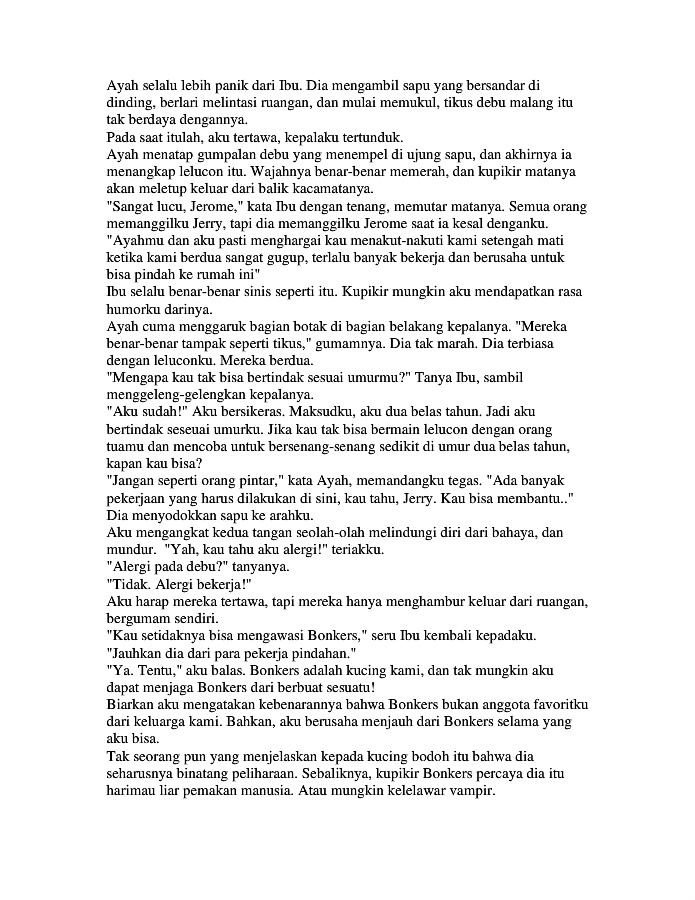 Ayah selalu lebih panik dari Ibu. Dia mengambil sapu yang bersandar di
dinding, berlari melintasi ruangan, dan mulai memukul, tikus debu malang itu
tak berdaya dengannya.
Pada saat itulah, aku tertawa, kepalaku tertunduk.
Ayah menatap gumpalan debu yang menempel di ujung sapu, dan akhirnya ia
menangkap lelucon itu. Wajahnya benar-benar memerah, dan kupikir matanya
akan meletup keluar dari balik kacamatanya.
"Sangat lucu, Jerome," kata Ibu dengan tenang, memutar matanya. Semua orang
memanggilku Jerry, tapi dia memanggilku Jerome saat ia kesal denganku.
"Ayahmu dan aku pasti menghargai kau menakut-nakuti kami setengah mati
ketika kami berdua sangat gugup, terlalu banyak bekerja dan berusaha untuk
bisa pindah ke rumah ini"
Ibu selalu benar-benar sinis seperti itu. Kupikir mungkin aku mendapatkan rasa
humorku darinya.
Ayah cuma menggaruk bagian botak di bagian belakang kepalanya. "Mereka
benar-benar tampak seperti tikus," gumamnya. Dia tak marah. Dia terbiasa
dengan leluconku. Mereka berdua.
"Mengapa kau tak bisa bertindak sesuai umurmu?" Tanya Ibu, sambil
menggeleng-gelengkan kepalanya.
"Aku sudah!" Aku bersikeras. Maksudku, aku dua belas tahun. Jadi aku
bertindak seseuai umurku. Jika kau tak bisa bermain lelucon dengan orang
tuamu dan mencoba untuk bersenang-senang sedikit di umur dua belas tahun,
kapan kau bisa?
"Jangan seperti orang pintar," kata Ayah, memandangku tegas. "Ada banyak
pekerjaan yang harus dilakukan di sini, kau tahu, Jerry. Kau bisa membantu.."
Dia menyodokkan sapu ke arahku.
Aku mengangkat kedua tangan seolah-olah melindungi diri dari bahaya, dan
mundur.  "Yah, kau tahu aku alergi!" teriakku.
"Alergi pada debu?" tanyanya.
"Tidak. Alergi bekerja!"
Aku harap mereka tertawa, tapi mereka hanya menghambur keluar dari ruangan,
bergumam sendiri.
"Kau setidaknya bisa mengawasi Bonkers," seru Ibu kembali kepadaku.
"Jauhkan dia dari para pekerja pindahan."
"Ya. Tentu," aku balas. Bonkers adalah kucing kami, dan tak mungkin aku
dapat menjaga Bonkers dari berbuat sesuatu!
Biarkan aku mengatakan kebenarannya bahwa Bonkers bukan anggota favoritku
dari keluarga kami. Bahkan, aku berusaha menjauh dari Bonkers selama yang
aku bisa.
Tak seorang pun yang menjelaskan kepada kucing bodoh itu bahwa dia
seharusnya binatang peliharaan. Sebaliknya, kupikir Bonkers percaya dia itu
harimau liar pemakan manusia. Atau mungkin kelelawar vampir.